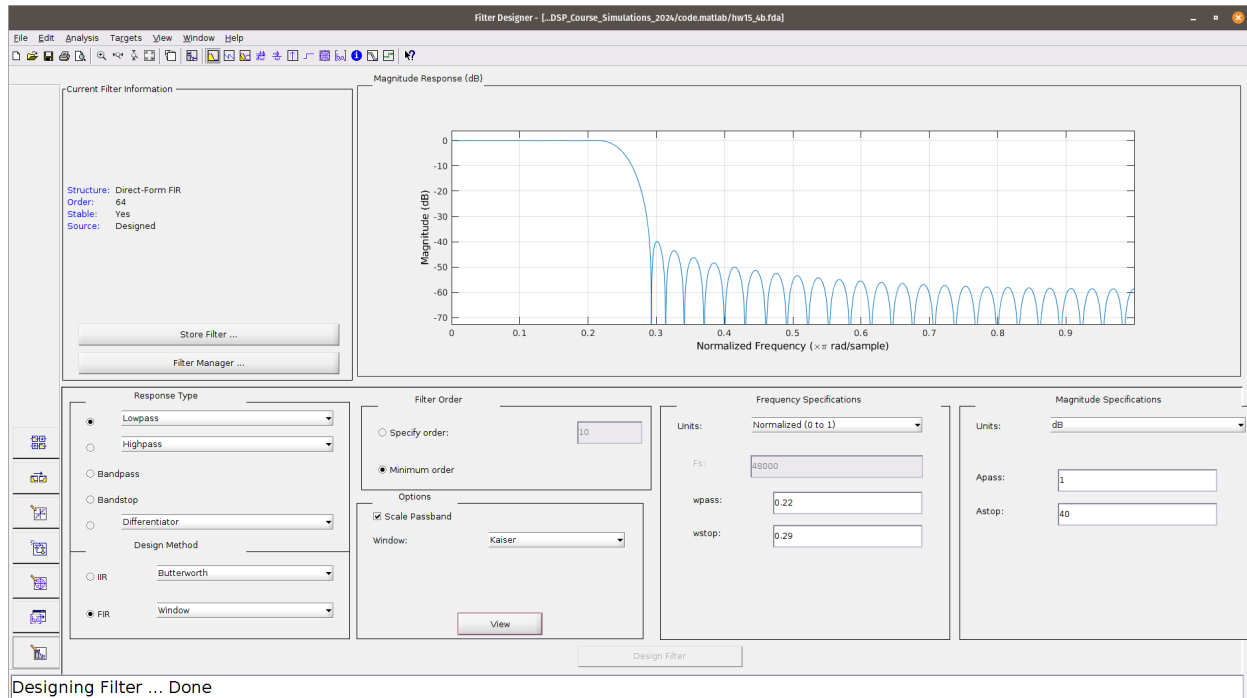 Filter Designer - [...DSP_Course_Simulations_2024/code.matlab/hw15_4b.fda]
File Edit Analysis Targets View Window Help
Current Filter Information
Structure: Direct-Form FIR
Order: 64
Stable: Yes
Source: Designed
Store Filter ...
Filter Manager ...
Magnitude Response (dB)
Magnitude (dB)
0
-10
-20
-30
-40
-50
-60
-70
0 0.1 0.2 0.3 0.4 0.5 0.6 0.7 0.8 0.9
Normalized Frequency (×π rad/sample)
Response Type
Lowpass
Highpass
Bandpass
Bandstop
Differentiator
Design Method
IIR Butterworth
FIR Window
Filter Order
Specify order: 10
Minimum order
Options
Scale Passband
Window: Kaiser
View
Frequency Specifications
Units: Normalized (0 to 1)
Fs: 48000
wpass: 0.22
wstop: 0.29
Magnitude Specifications
Units: dB
Apass: 1
Astop: 40
Design Filter
Designing Filter ... Done